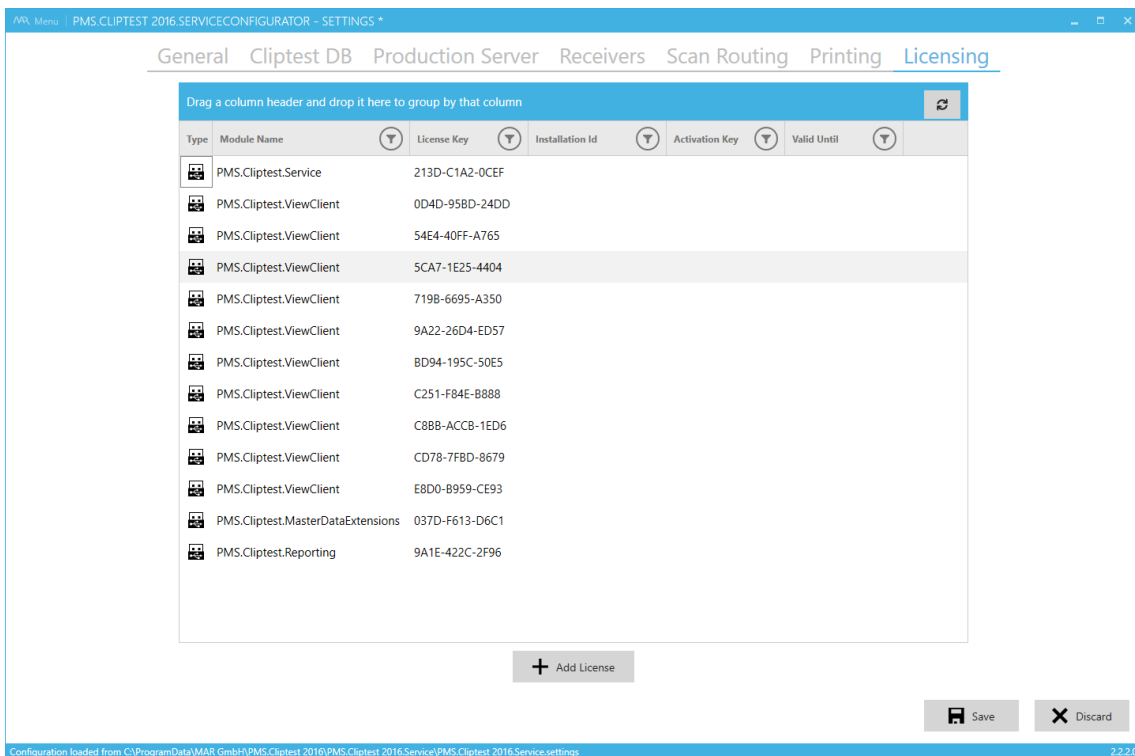 MAR Menu | PMS.CLIPTEST 2016.SERVICECONFIGURATOR - SETTINGS *
General Cliptest DB Production Server Receivers Scan Routing Printing Licensing
Drag a column header and drop it here to group by that column
Type Module Name License Key Installation Id Activation Key Valid Until
PMS.Cliptest.Service 213D-C1A2-0CEF
PMS.Cliptest.ViewClient 0D4D-95BD-24DD
PMS.Cliptest.ViewClient 54E4-40FF-A765
PMS.Cliptest.ViewClient 5CA7-1E25-4404
PMS.Cliptest.ViewClient 719B-6695-A350
PMS.Cliptest.ViewClient 9A22-26D4-ED57
PMS.Cliptest.ViewClient BD94-195C-50E5
PMS.Cliptest.ViewClient C251-F84E-B888
PMS.Cliptest.ViewClient C8BB-ACCB-1ED6
PMS.Cliptest.ViewClient CD78-7FBD-8679
PMS.Cliptest.ViewClient E8D0-B959-CE93
PMS.Cliptest.MasterDataExtensions 037D-F613-D6C1
PMS.Cliptest.Reporting 9A1E-422C-2F96
Add License
Save Discard
Configuration loaded from C:\ProgramData\MAR GmbH\PMS.Cliptest 2016\PMS.Cliptest 2016.Service\PMS.Cliptest 2016.Service.settings 2.2.2.0